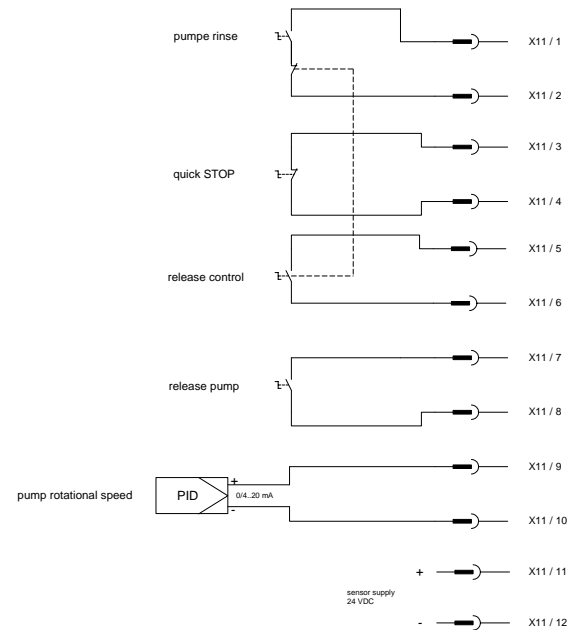 pumpe rinse
X11 / 1
X11 / 2
X11 / 3
quick STOP
X11 / 4
X11 / 5
release control
X11 / 6
X11 / 7
release pump
X11 / 8
X11 / 9
pump rotational speed
PID
+
0/4..20 mA
-
X11 / 10
+
X11 / 11
sensor supply
24 VDC
-
X11 / 12